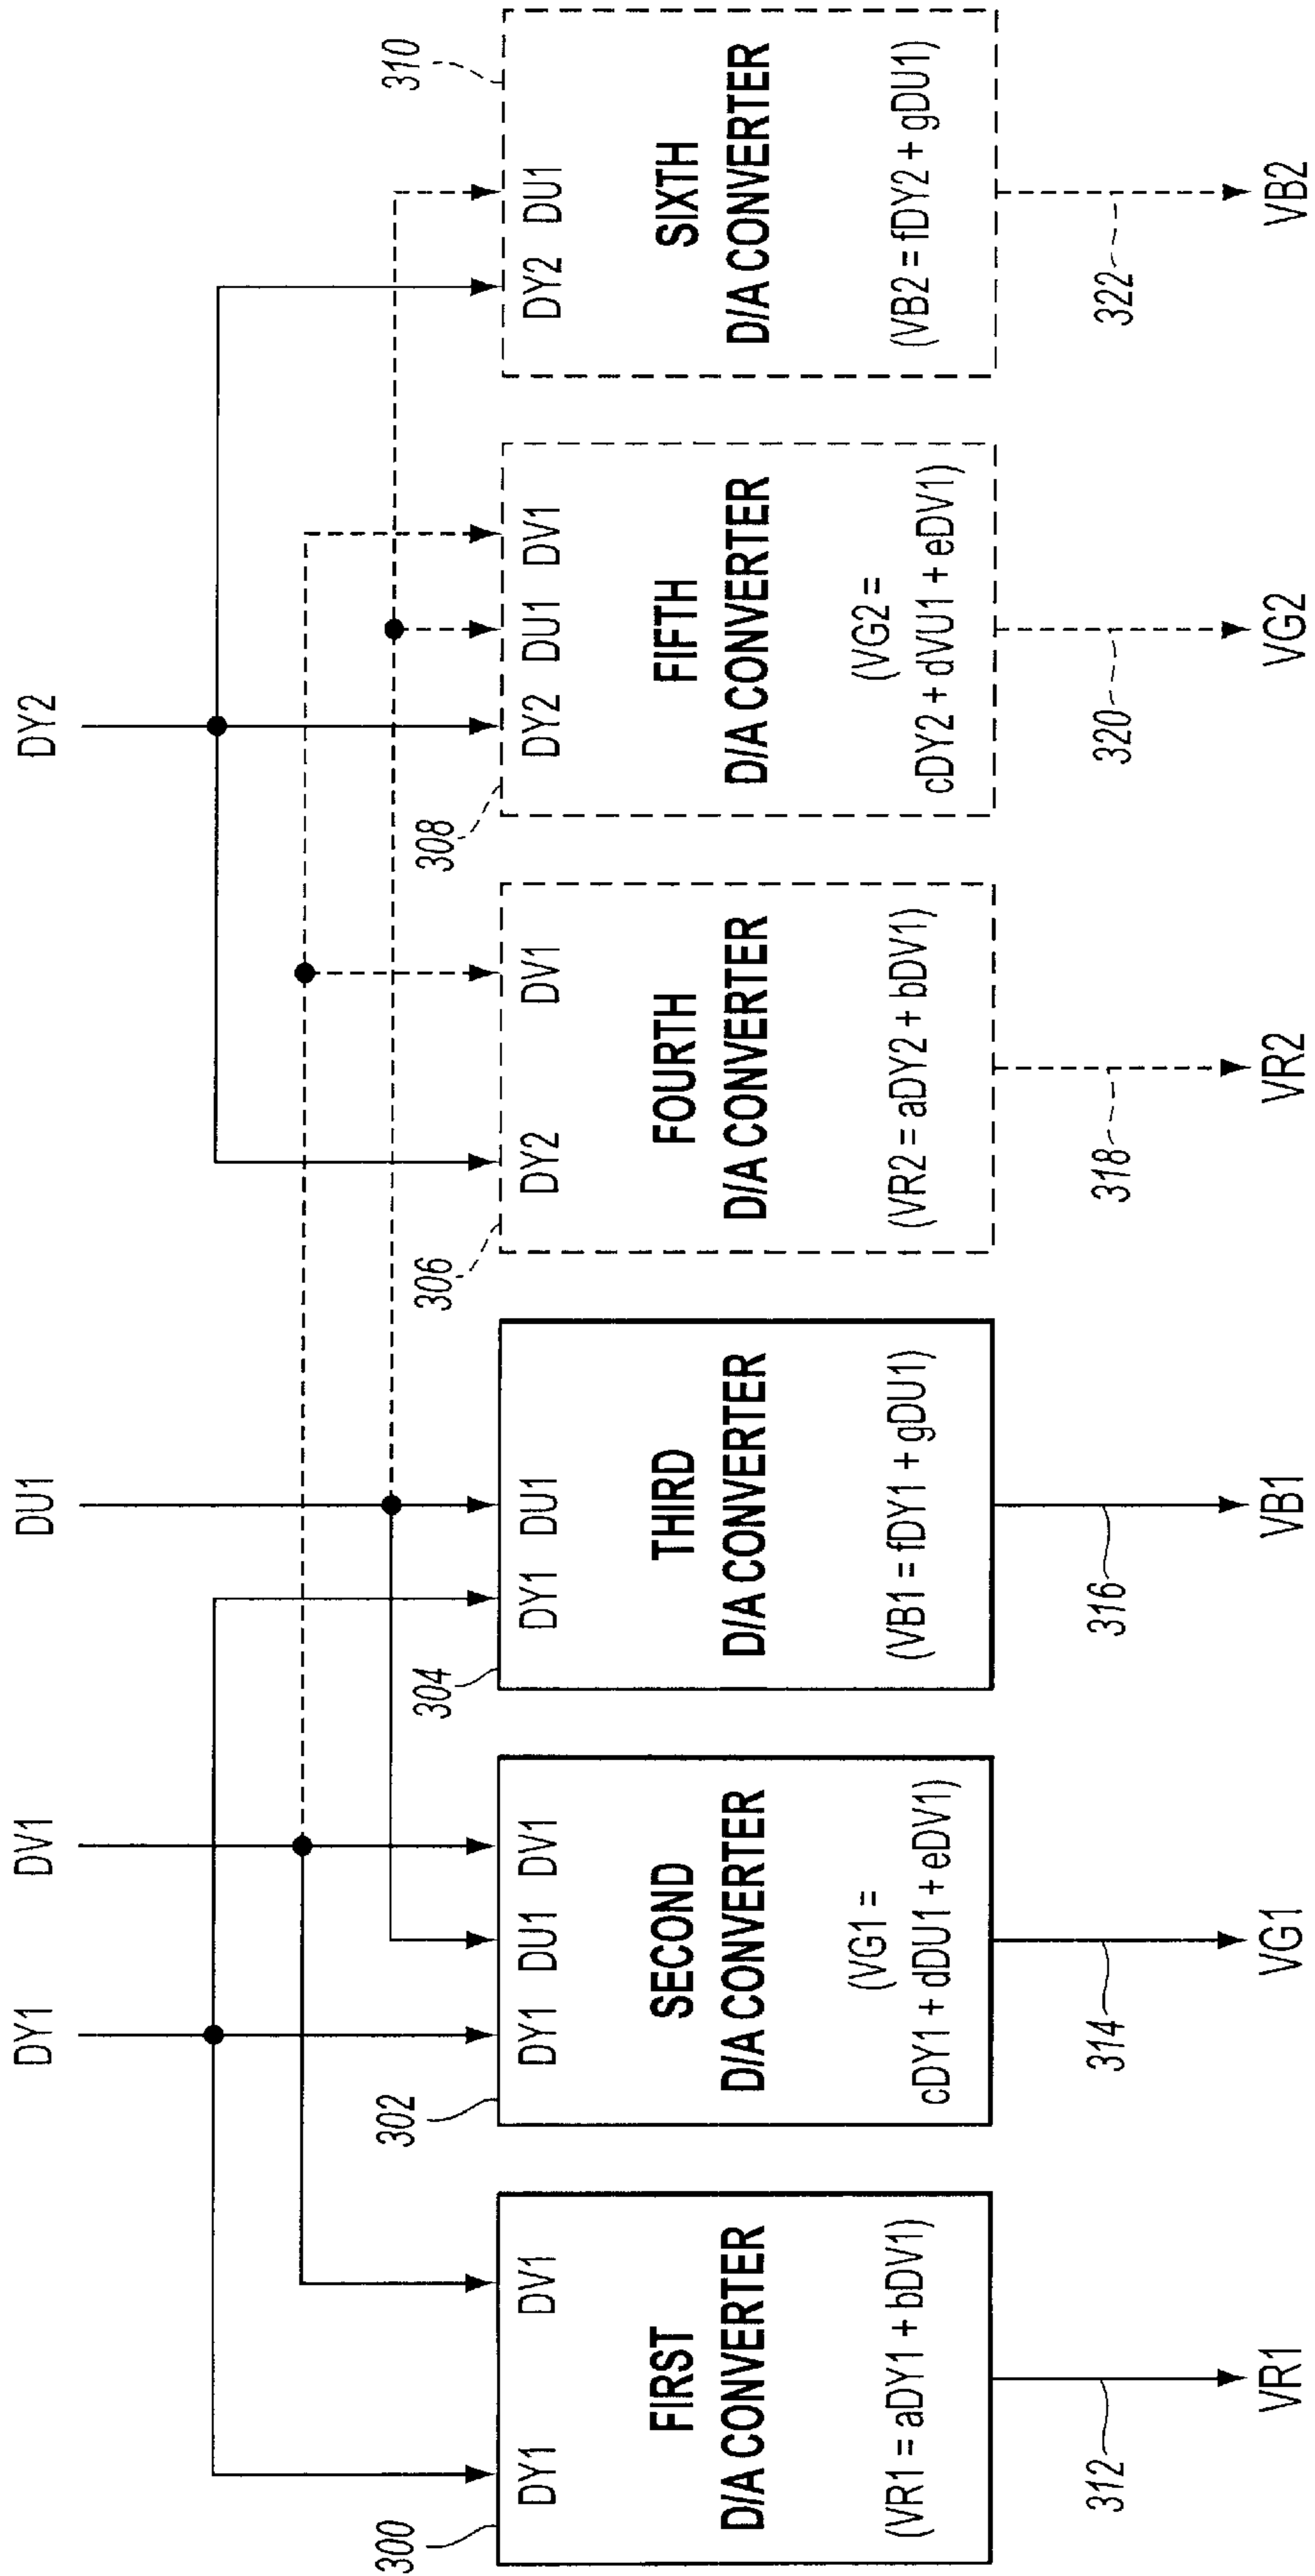 DY1
DV1
DU1
DY2
300
DY1 DV1
FIRST
D/A CONVERTER
(VR1 = aDY1 + bDV1)
312
VR1
302
DY1 DU1 DV1
SECOND
D/A CONVERTER
(VG1 =
cDY1 + dDU1 + eDV1)
314
VG1
304
DY1 DU1
THIRD
D/A CONVERTER
(VB1 = fDY1 + gDU1)
316
VB1
306
DY2 DV1
FOURTH
D/A CONVERTER
(VR2 = aDY2 + bDV1)
318
VR2
308
DY2 DU1 DV1
FIFTH
D/A CONVERTER
(VG2 =
cDY2 + dVU1 + eDV1)
320
VG2
310
DY2 DU1
SIXTH
D/A CONVERTER
(VB2 = fDY2 + gDU1)
322
VB2